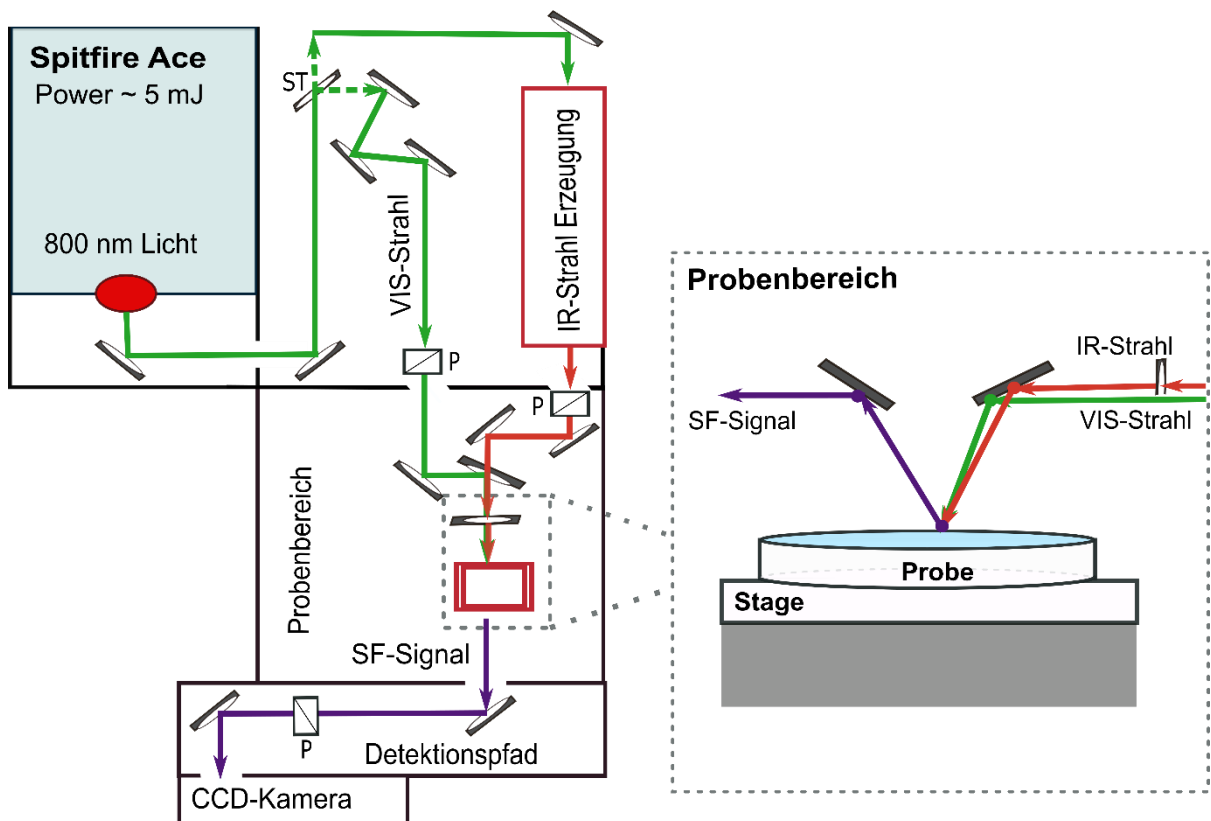 Spitfire Ace
Power ~ 5 mJ
800 nm Licht
ST
VIS-Strahl
IR-Strahl Erzeugung
P
P
Probenbereich
SF-Signal
P
Detektionspfad
CCD-Kamera
Probenbereich
IR-Strahl
SF-Signal
VIS-Strahl
Probe
Stage